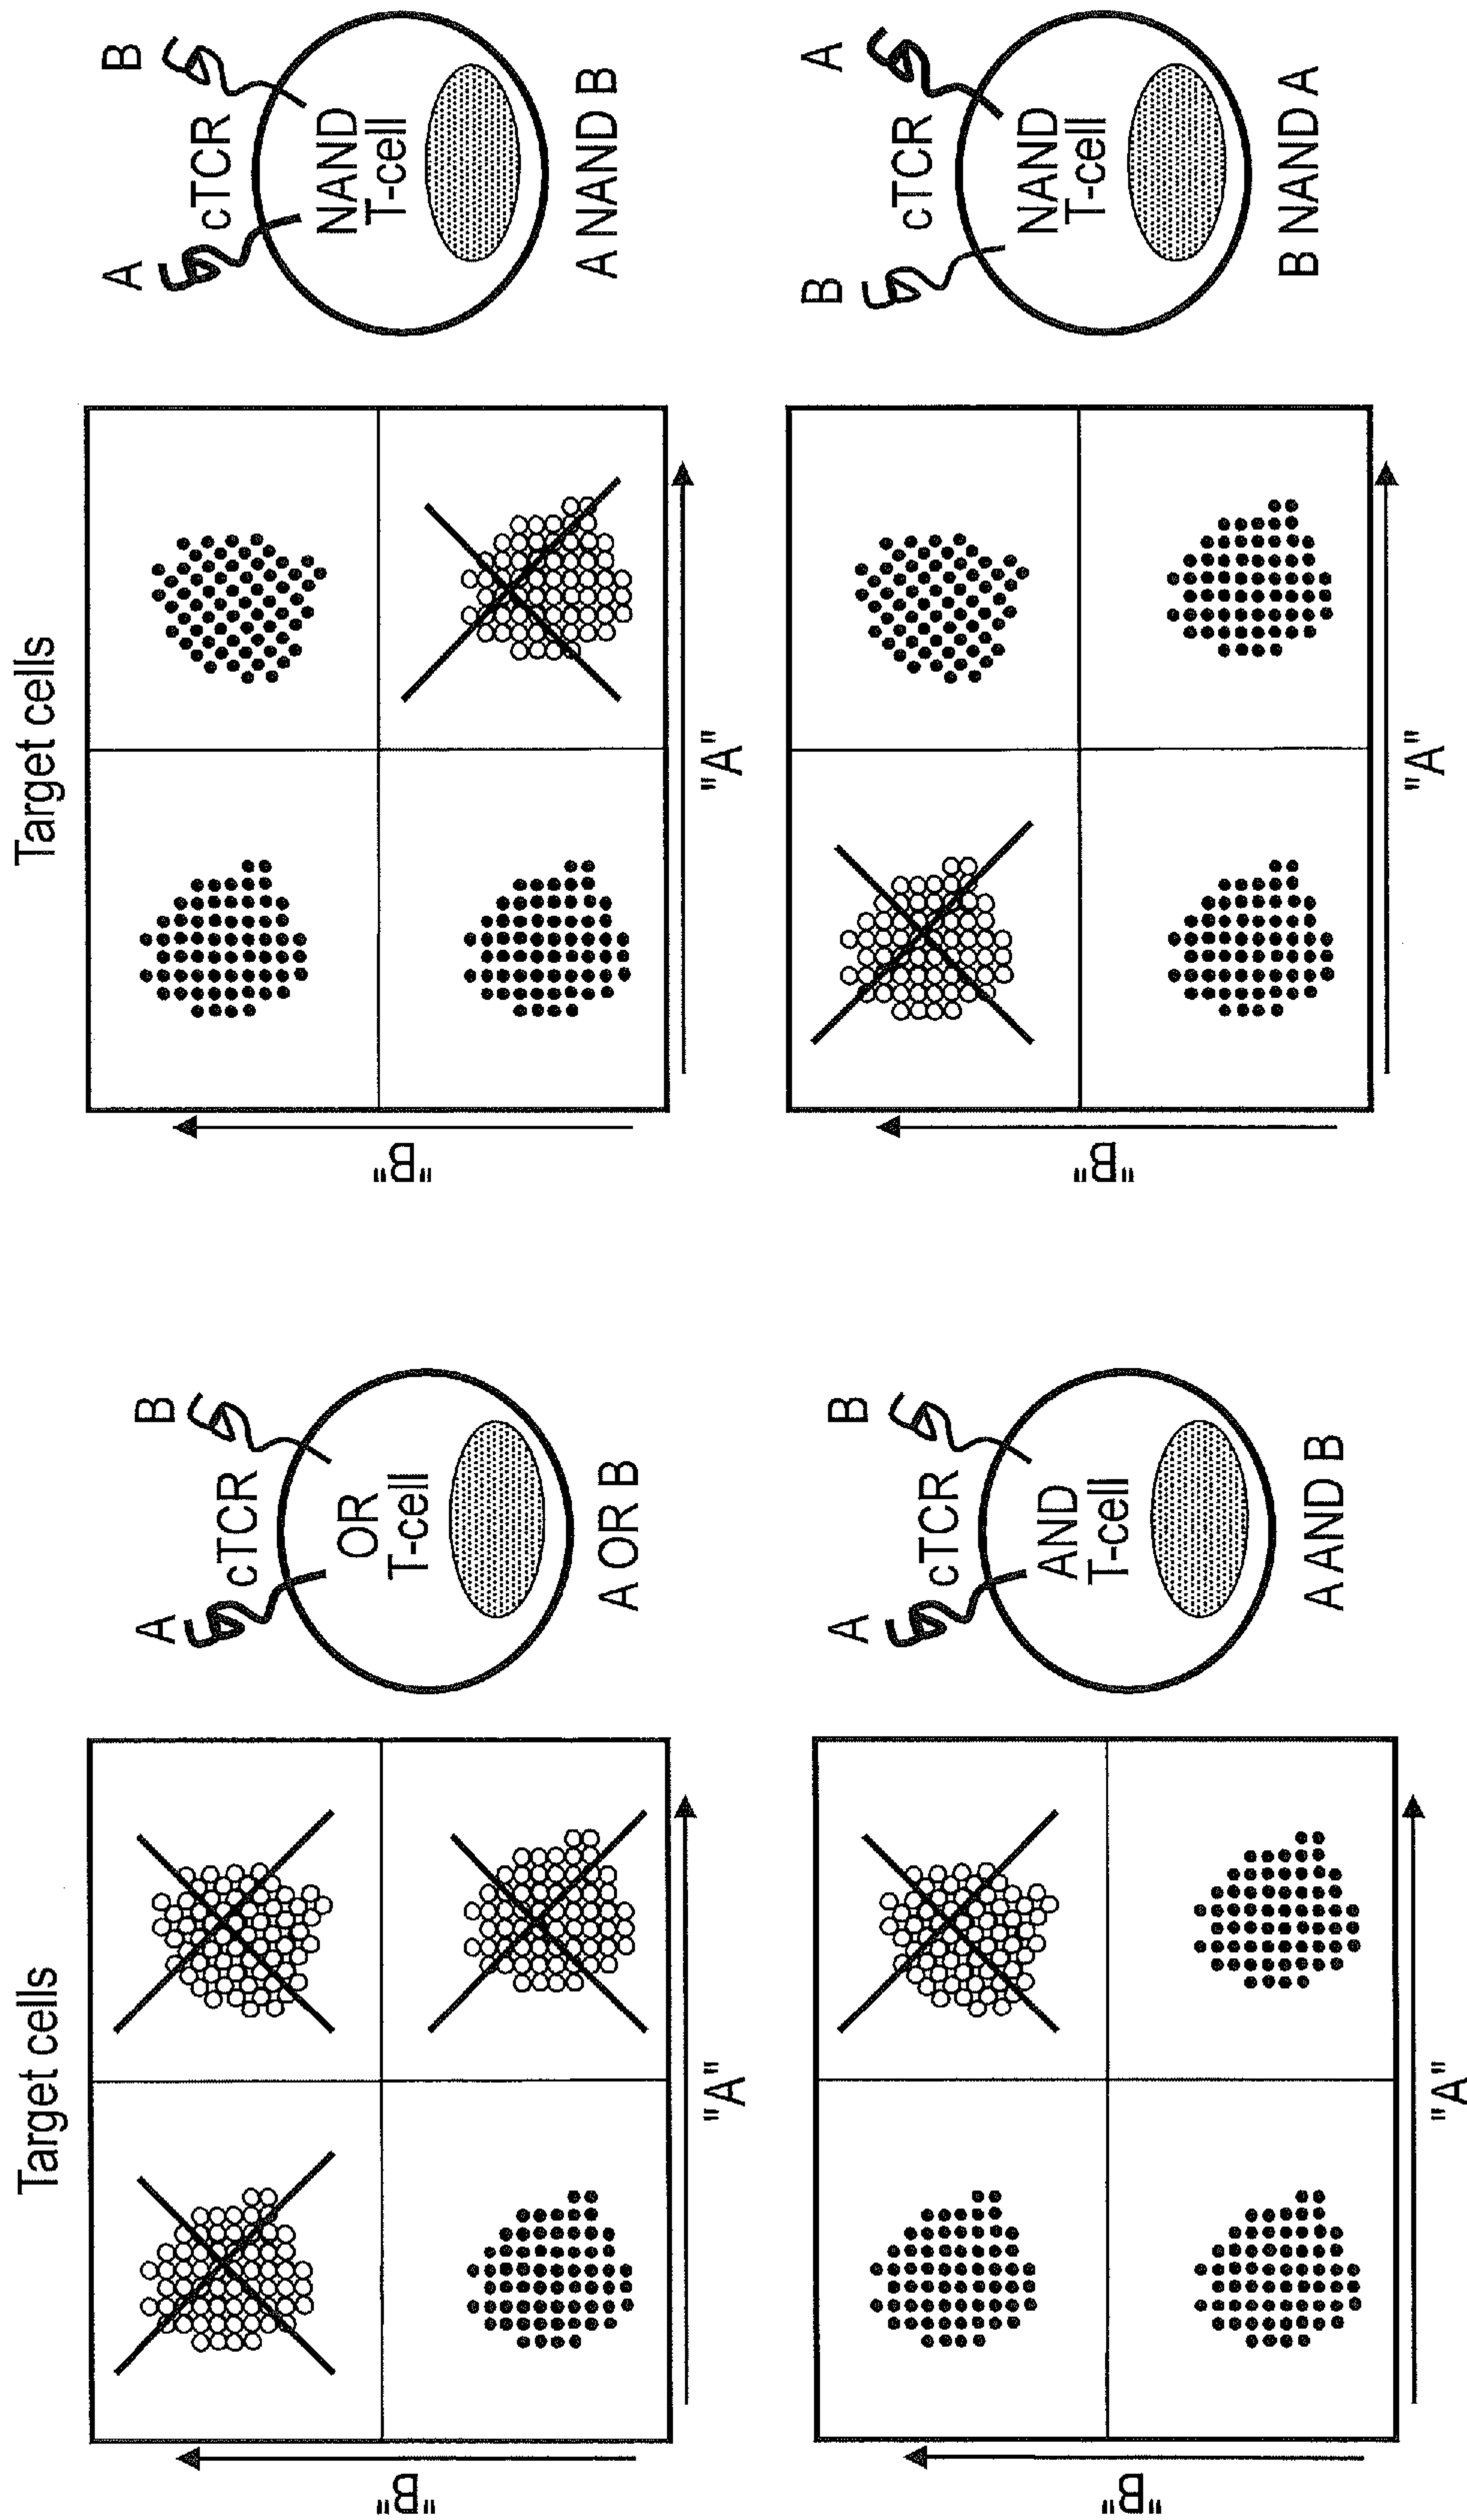 Target cells
"B"
"A"
A
B
cTCR
OR
T-cell
A OR B
"B"
"A"
A
B
cTCR
AND
T-cell
A AND B
Target cells
"B"
"A"
A
B
cTCR
NAND
T-cell
A NAND B
"B"
"A"
B
A
cTCR
NAND
T-cell
B NAND A